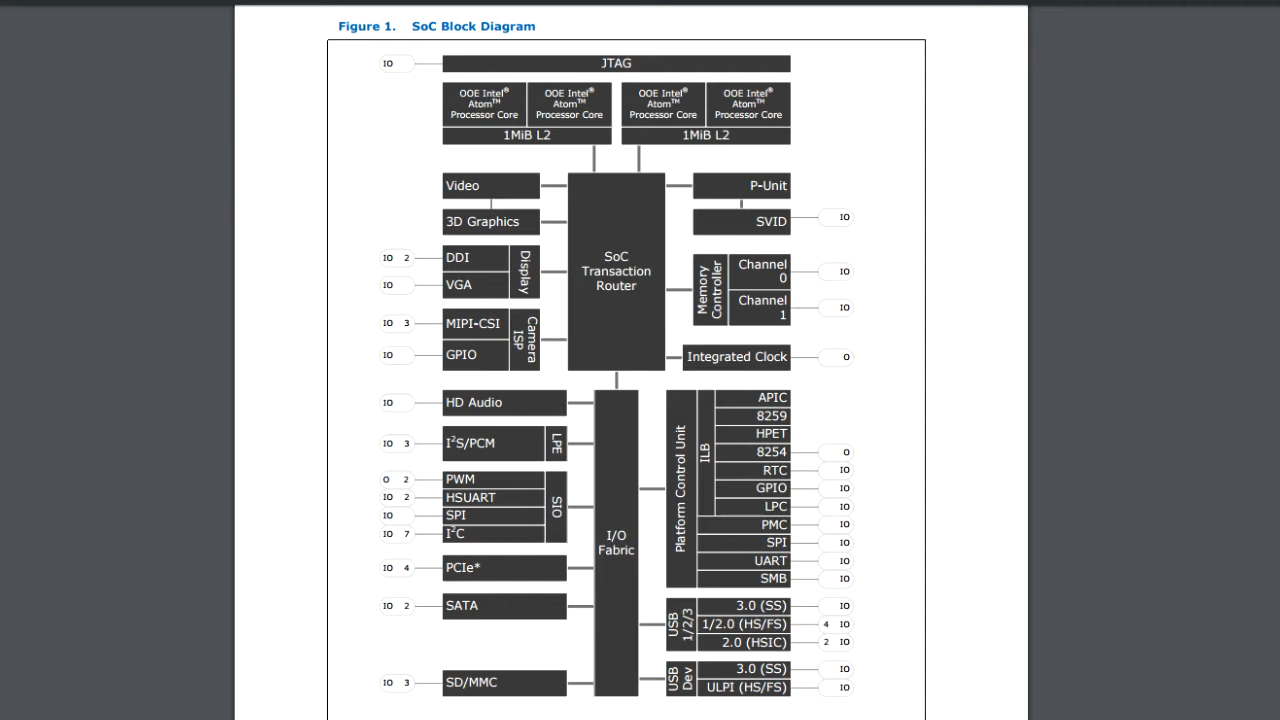 Figure 1. SoC Block Diagram
IO
JTAG
OOE Intel® Atom™ Processor Core
OOE Intel® Atom™ Processor Core
OOE Intel® Atom™ Processor Core
OOE Intel® Atom™ Processor Core
1MiB L2
1MiB L2
Video
3D Graphics
IO 2
DDI
IO
VGA
Display
IO 3
MIPI-CSI
IO
GPIO
Camera ISP
SoC
Transaction
Router
P-Unit
SVID
IO
Memory Controller
Channel 0
IO
Channel 1
IO
Integrated Clock
O
IO
HD Audio
IO 3
I²S/PCM
LPE
O 2
PWM
IO 2
HSUART
IO
SPI
IO 7
I²C
SIO
IO 4
PCIe*
IO 2
SATA
IO 3
SD/MMC
I/O
Fabric
Platform Control Unit
ILB
APIC
8259
HPET
8254
O
RTC
IO
GPIO
IO
LPC
IO
PMC
IO
SPI
IO
UART
IO
SMB
IO
USB 1/2/3
3.0 (SS)
IO
1/2.0 (HS/FS)
4 IO
2.0 (HSIC)
2 IO
USB Dev
3.0 (SS)
IO
ULPI (HS/FS)
IO